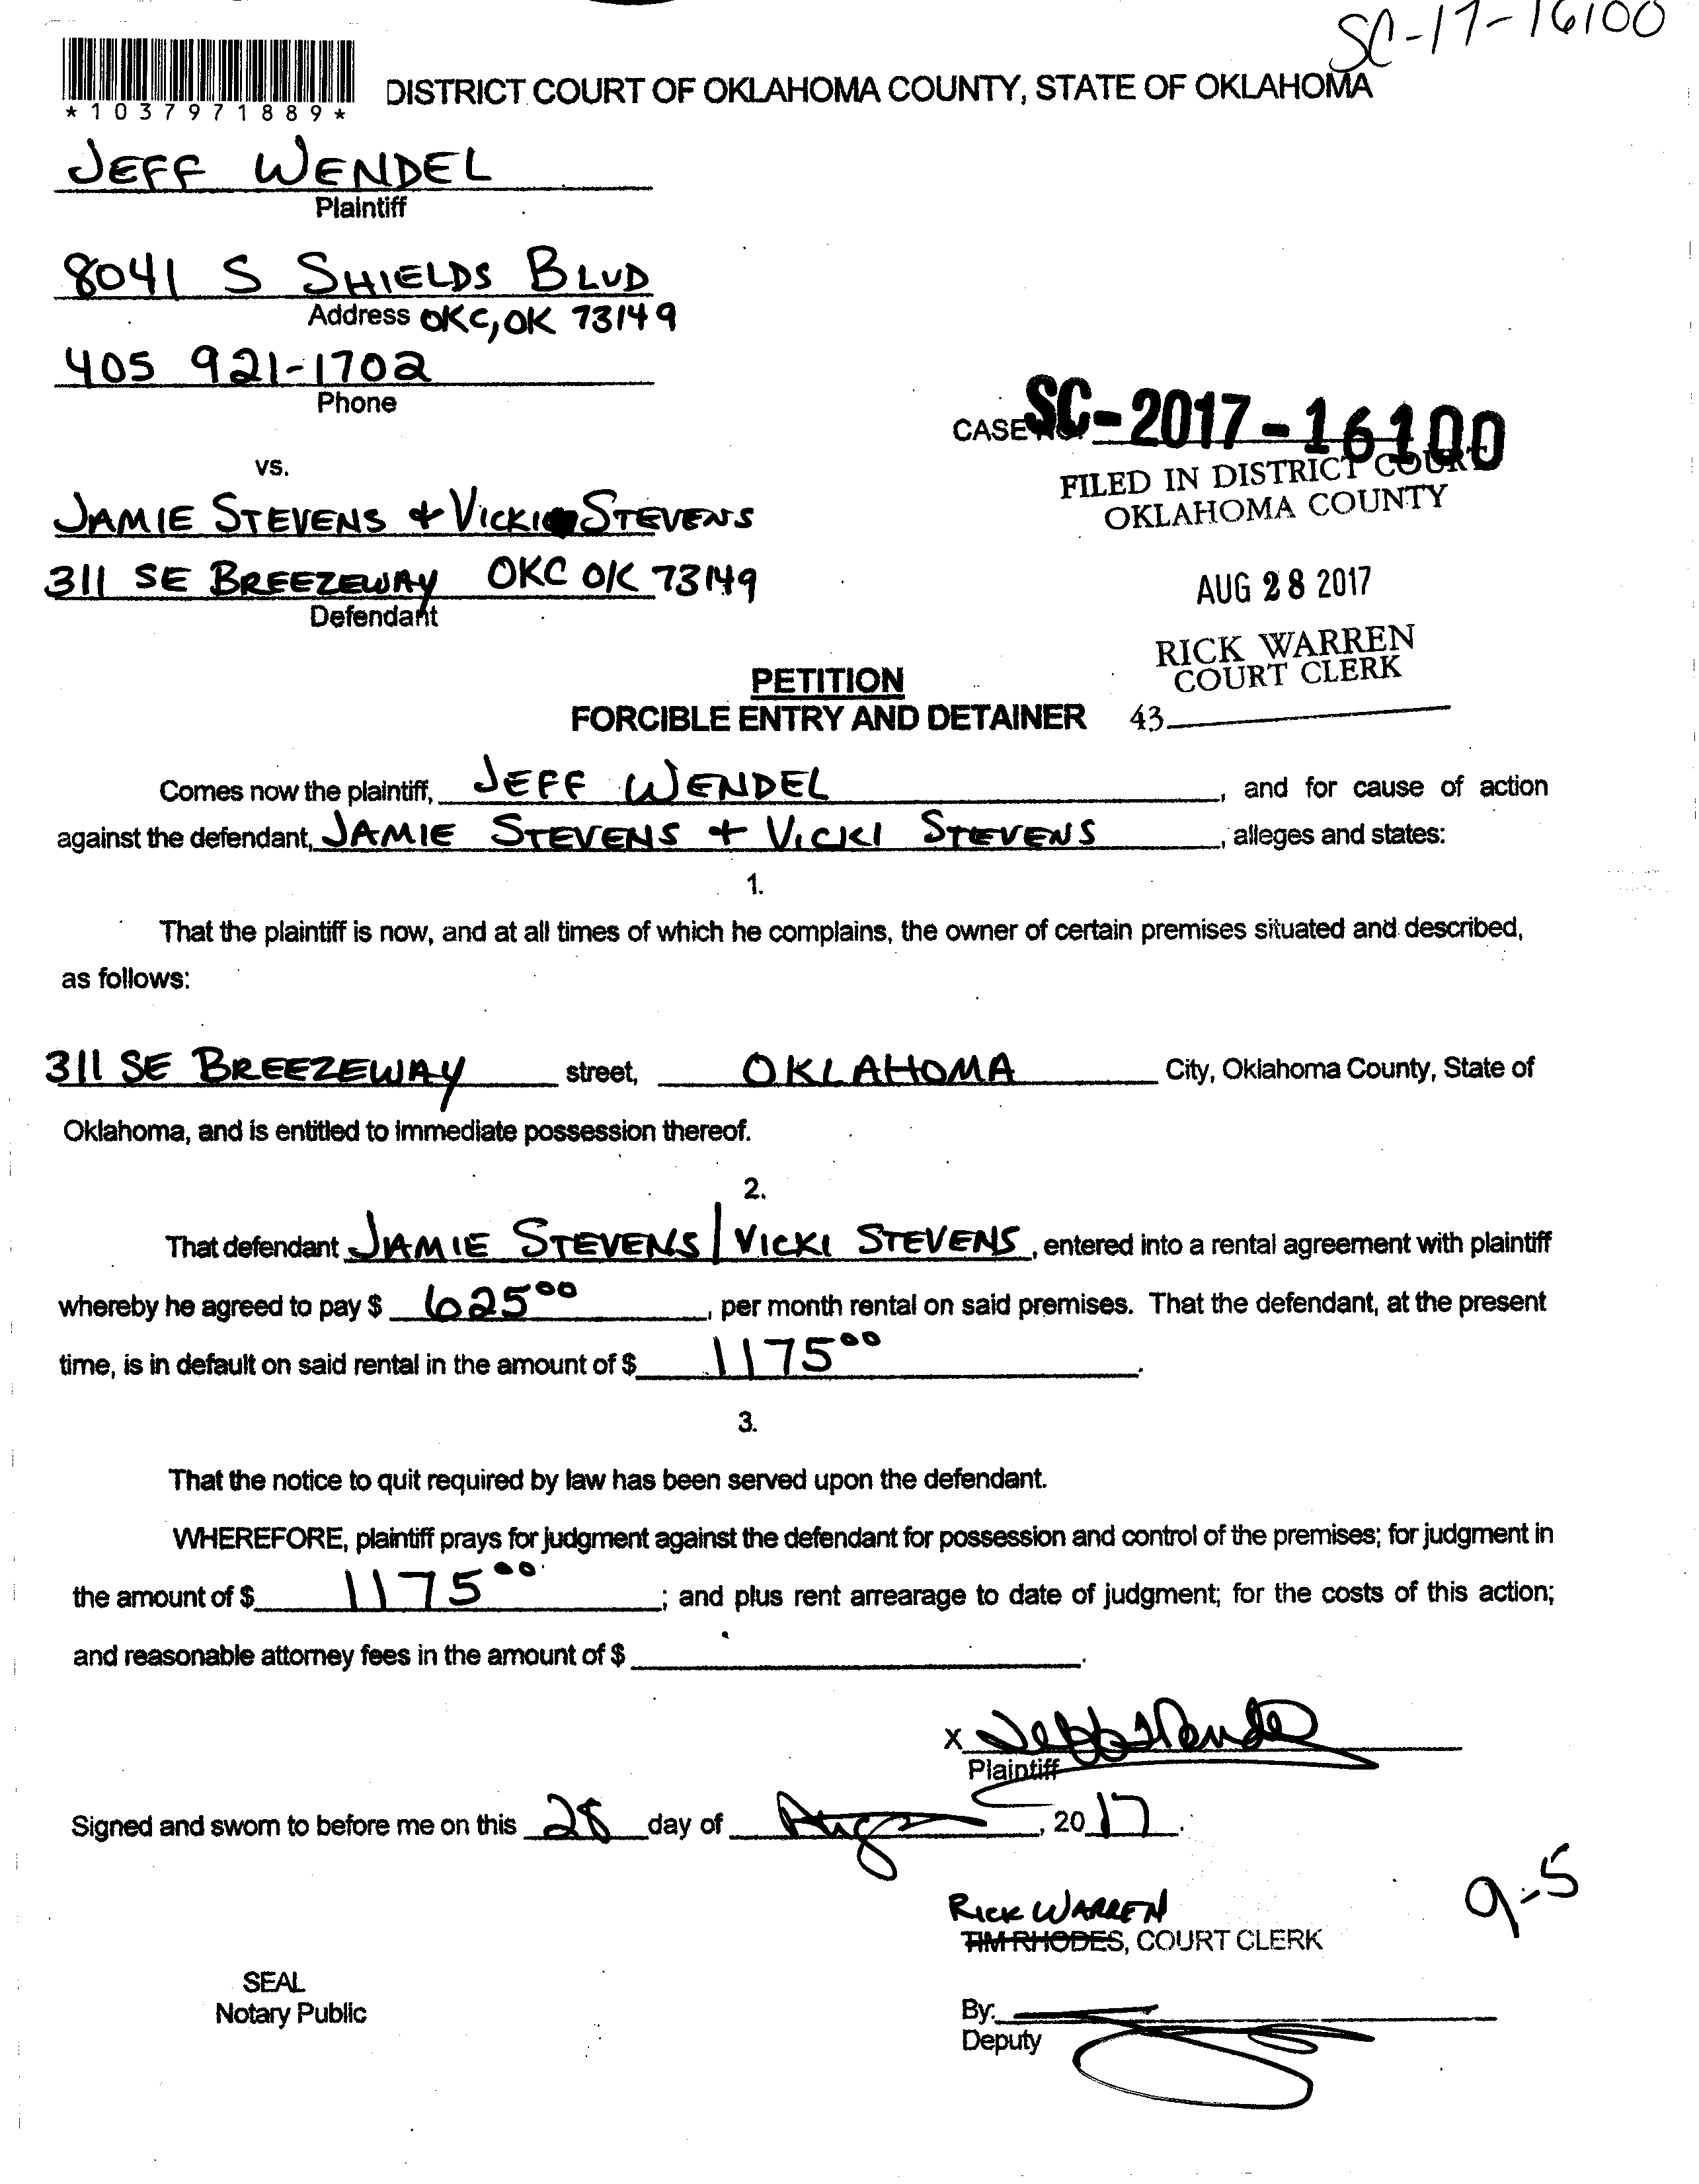 SC-17-16100
*1037971889*
DISTRICT COURT OF OKLAHOMA COUNTY, STATE OF OKLAHOMA
JEFF WENDEL
Plaintiff
8041 S SHIELDS BLVD
Address OKC, OK 73149
405 921-1702
Phone
CASE NO. SC-2017-16100
FILED IN DISTRICT COURT
OKLAHOMA COUNTY
vs.
JAMIE STEVENS + VICKI STEVENS
311 SE BREEZEWAY OKC OK 73149
Defendant
AUG 28 2017
RICK WARREN
COURT CLERK
43
PETITION
FORCIBLE ENTRY AND DETAINER
Comes now the plaintiff, JEFF WENDEL, and for cause of action
against the defendant, JAMIE STEVENS + VICKI STEVENS, alleges and states:
1.
That the plaintiff is now, and at all times of which he complains, the owner of certain premises situated and described,
as follows:
311 SE BREEZEWAY street, OKLAHOMA City, Oklahoma County, State of
Oklahoma, and is entitled to immediate possession thereof.
2.
That defendant JAMIE STEVENS | VICKI STEVENS, entered into a rental agreement with plaintiff
whereby he agreed to pay $ 625 00, per month rental on said premises. That the defendant, at the present
time, is in default on said rental in the amount of $ 1175 00.
3.
That the notice to quit required by law has been served upon the defendant.
WHEREFORE, plaintiff prays for judgment against the defendant for possession and control of the premises; for judgment in
the amount of $ 1175 00; and plus rent arrearage to date of judgment; for the costs of this action;
and reasonable attorney fees in the amount of $ .
X Jeff Wendel
Plaintiff
Signed and sworn to before me on this 28 day of Aug, 2017.
9-5
RICK WARREN
TIM RHODES, COURT CLERK
SEAL
Notary Public
By:
Deputy